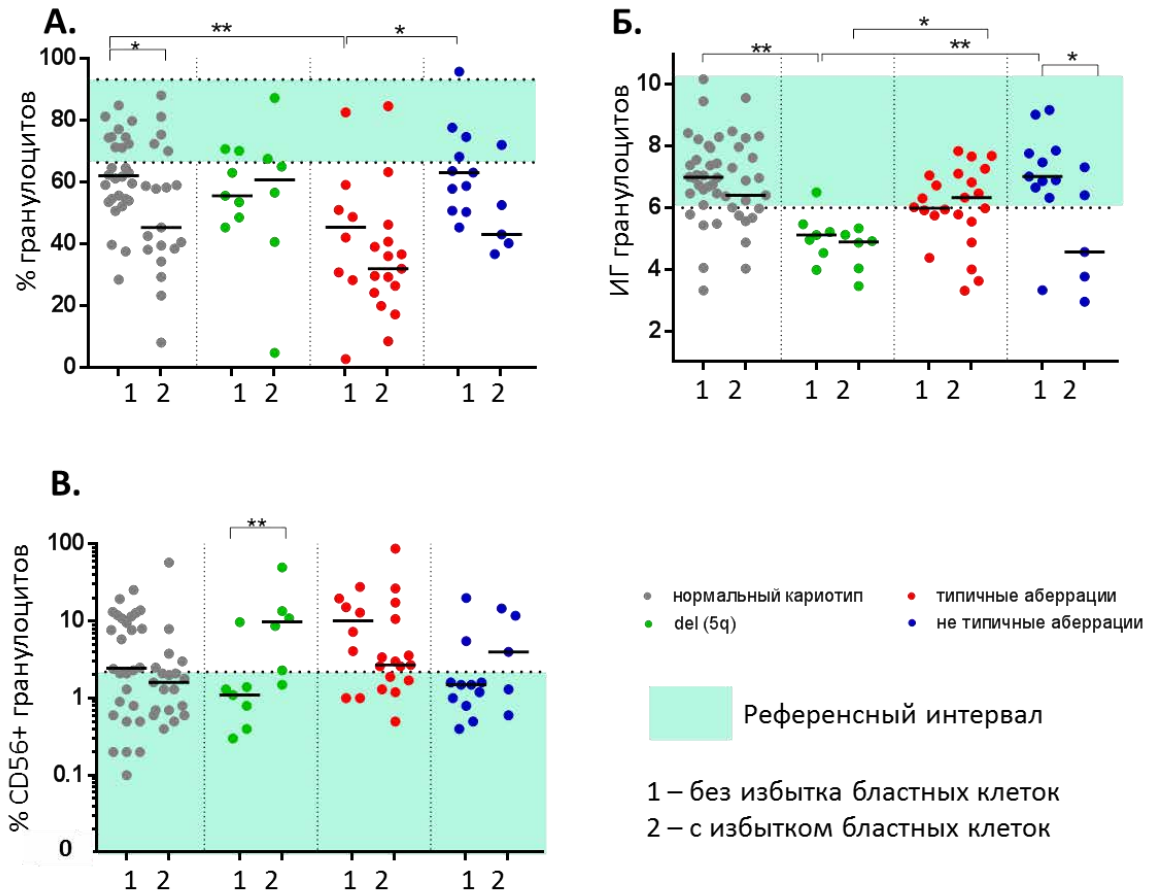 А.
**
*
*
% гранулоцитов
100
80
60
40
20
0
1 2 1 2 1 2 1 2
Б.
*
**
**
*
ИГ гранулоцитов
10
8
6
4
2
1 2 1 2 1 2 1 2
В.
**
% CD56+ гранулоцитов
100
10
1
0.1
0
1 2 1 2 1 2 1 2
нормальный кариотип
типичные аберрации
del (5q)
не типичные аберрации
Референсный интервал
1 – без избытка бластных клеток
2 – с избытком бластных клеток